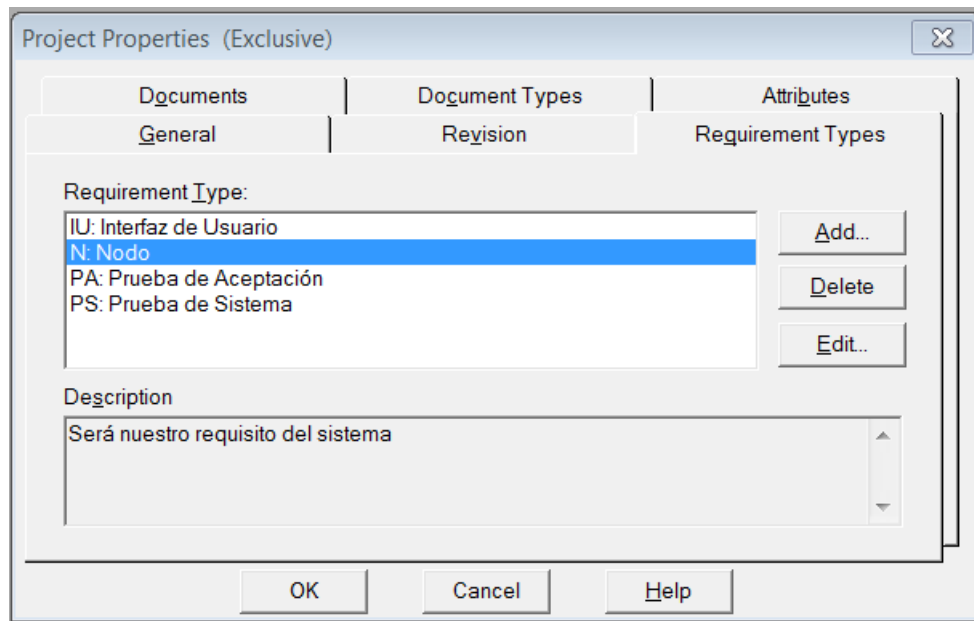 Project Properties (Exclusive)
Documents Document Types Attributes
General Revision Requirement Types
Requirement Type:
IU: Interfaz de Usuario
N: Nodo
PA: Prueba de Aceptación
PS: Prueba de Sistema
Add...
Delete
Edit...
Description
Será nuestro requisito del sistema
OK Cancel Help